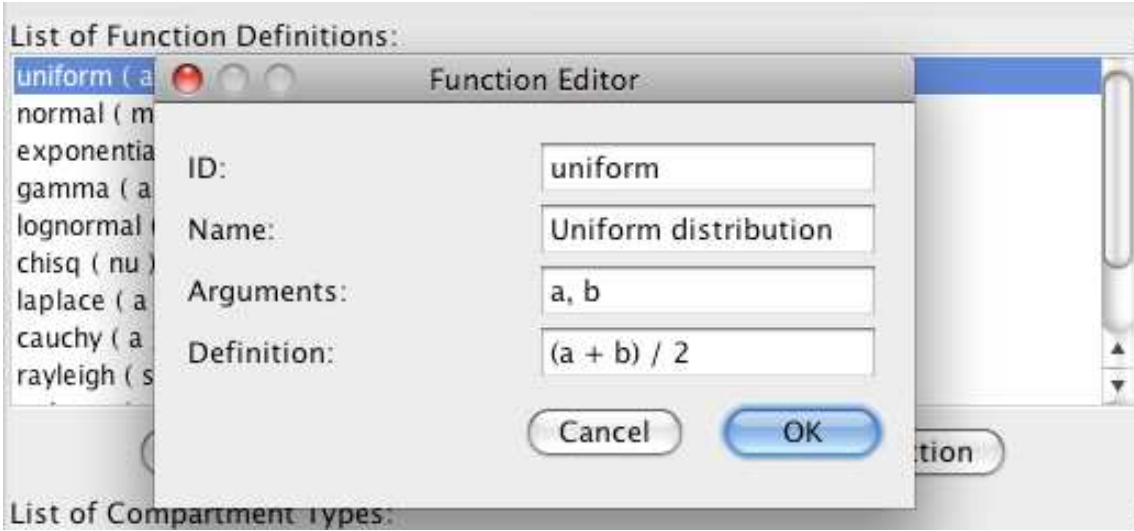 List of Function Definitions:
uniform ( a
normal ( m
exponentia
gamma ( a
lognormal (
chisq ( nu )
laplace ( a
cauchy ( a
rayleigh ( s
Function Editor
ID: uniform
Name: Uniform distribution
Arguments: a, b
Definition: (a + b) / 2
Cancel OK
tion
List of Compartment Types: